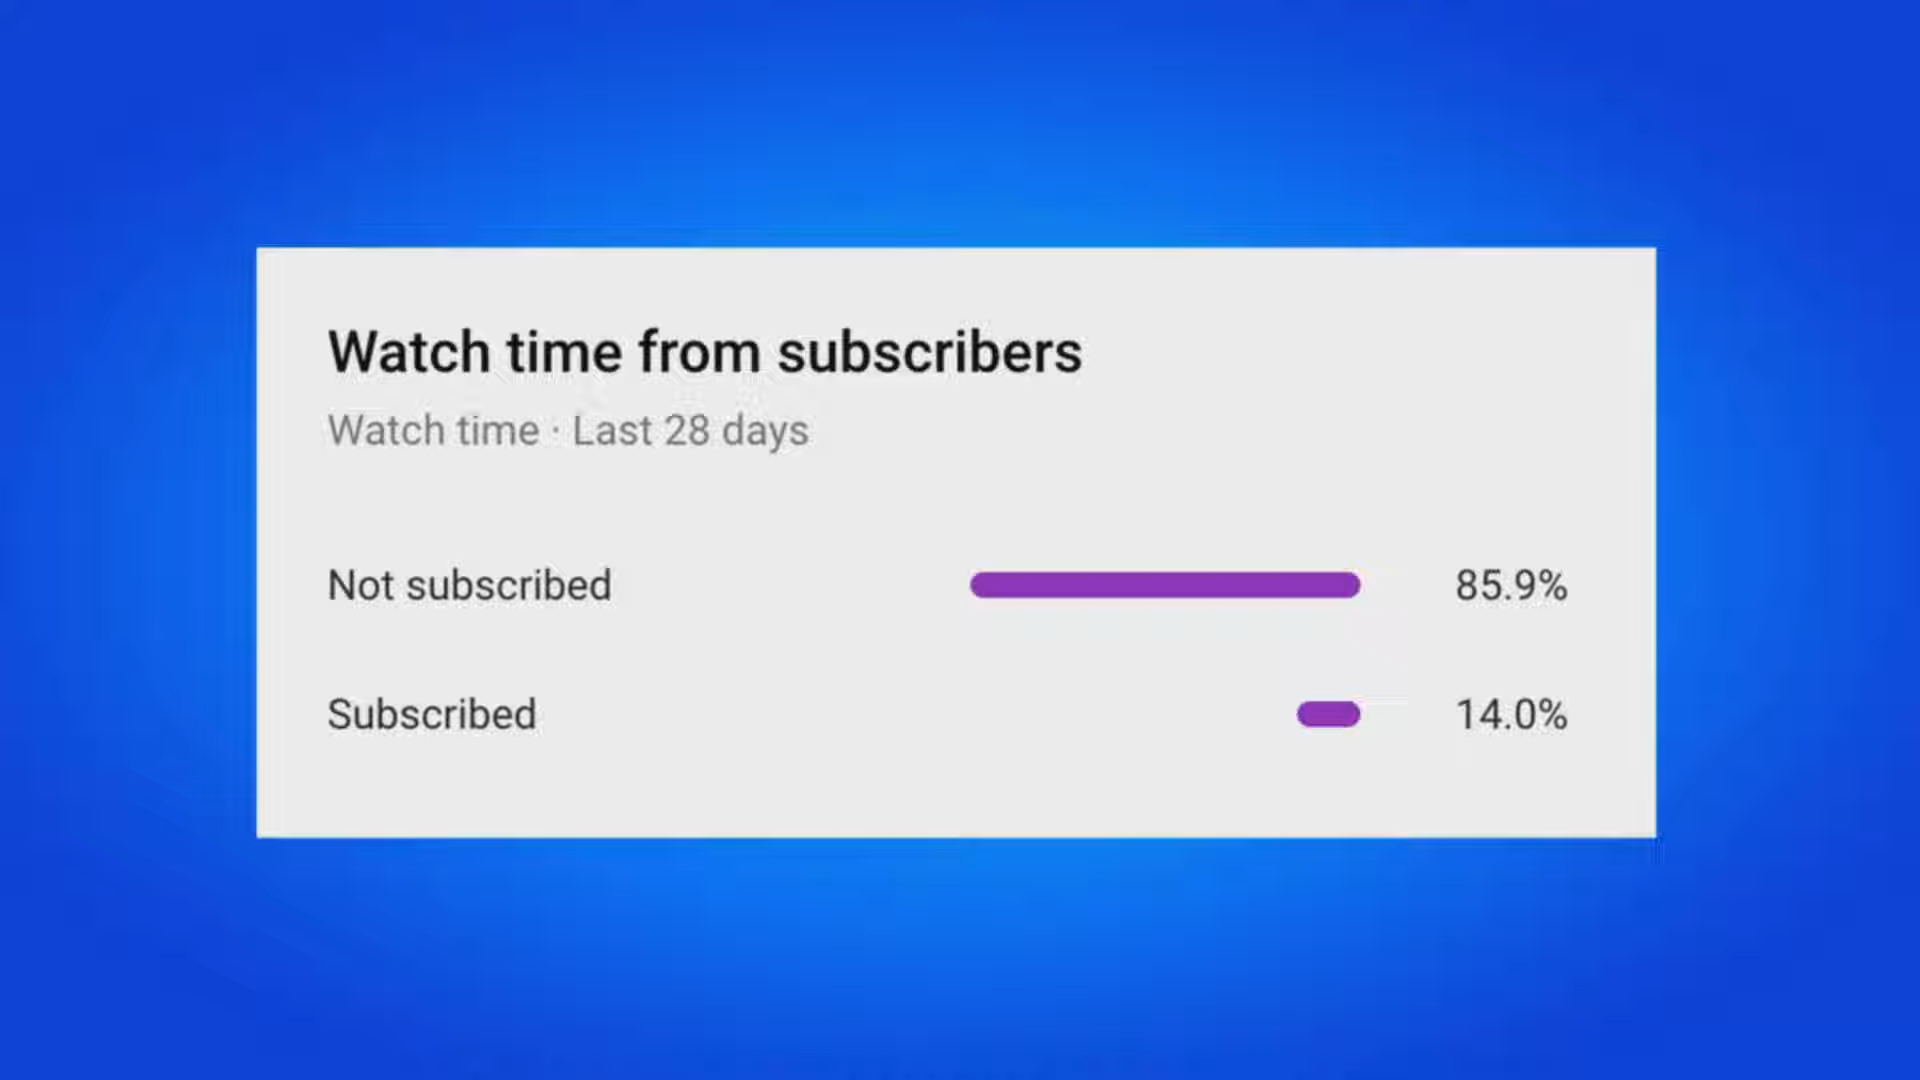 Watch time from subscribers
Watch time · Last 28 days
Not subscribed 85.9%
Subscribed 14.0%